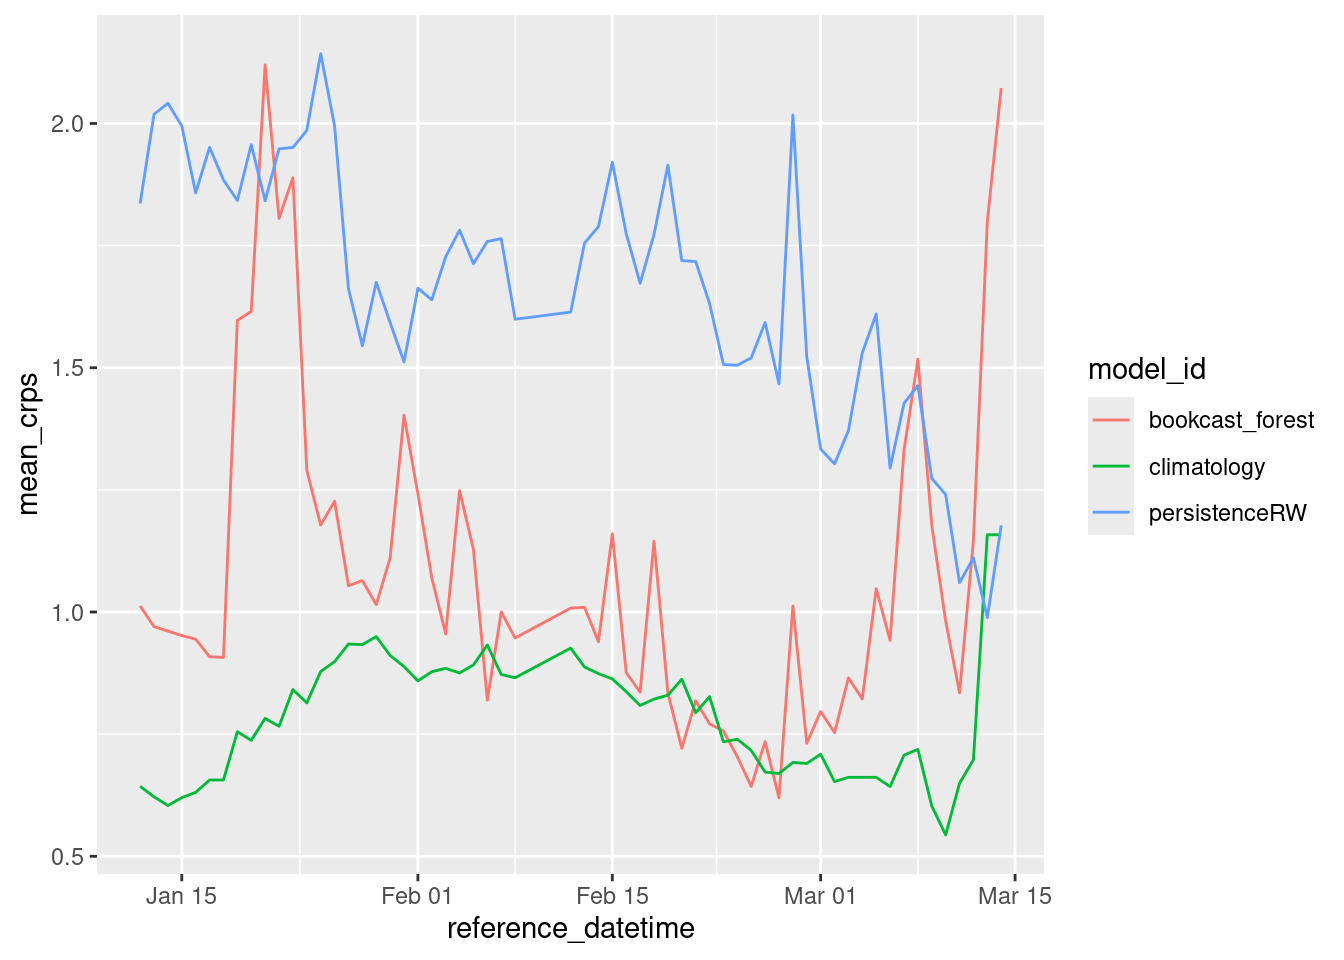 2.0
1.5
1.0
0.5
mean_crps
Jan 15
Feb 01
Feb 15
Mar 01
Mar 15
reference_datetime
model_id
bookcast_forest
climatology
persistenceRW